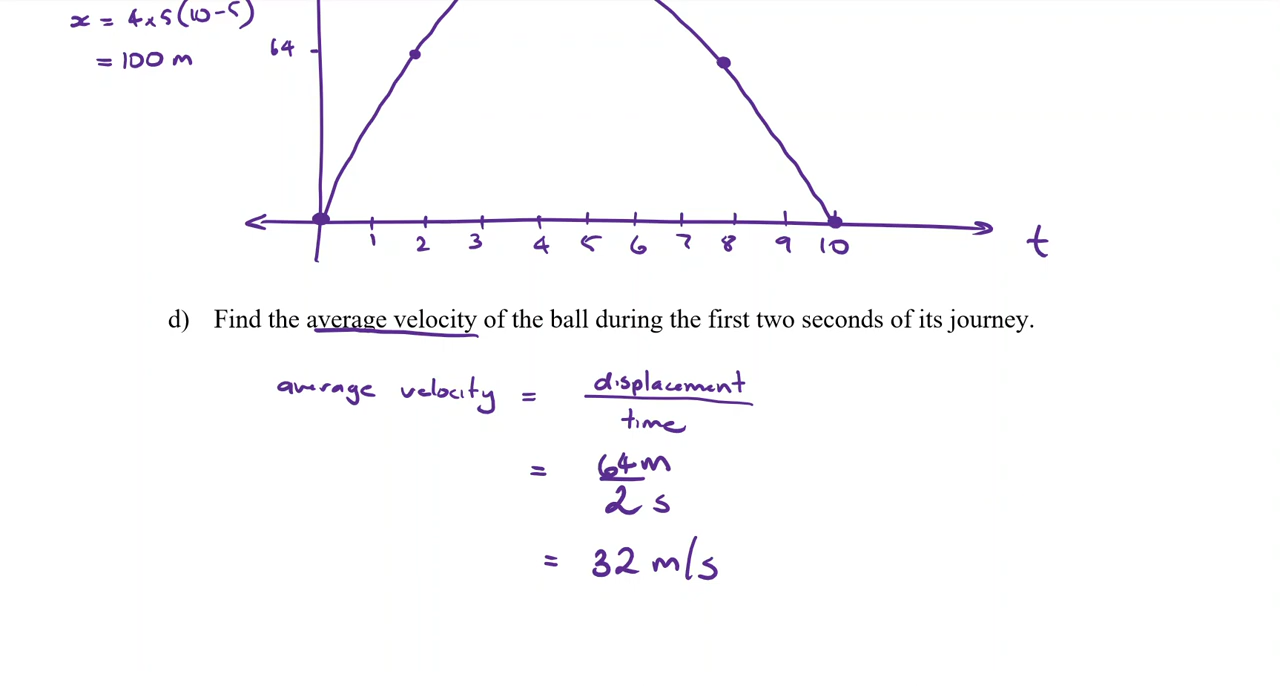 x = 4 x 5(10-5)
= 100 m
64
1 2 3 4 5 6 7 8 9 10
t
d) Find the average velocity of the ball during the first two seconds of its journey.
average velocity = displacement
time
= 64m
2 s
= 32 m/s